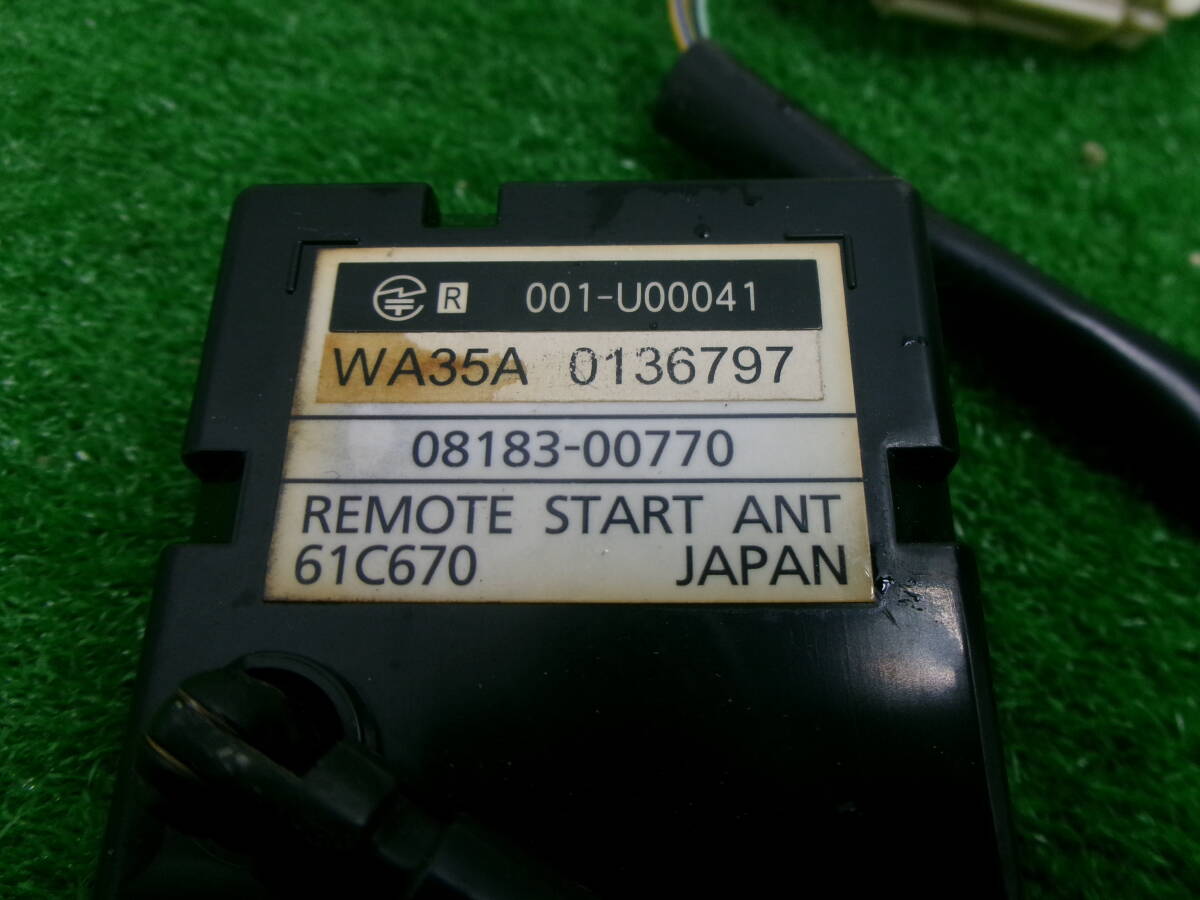 R 001-U00041
WA35A 0136797
08183-00770
REMOTE START ANT
61C670 JAPAN